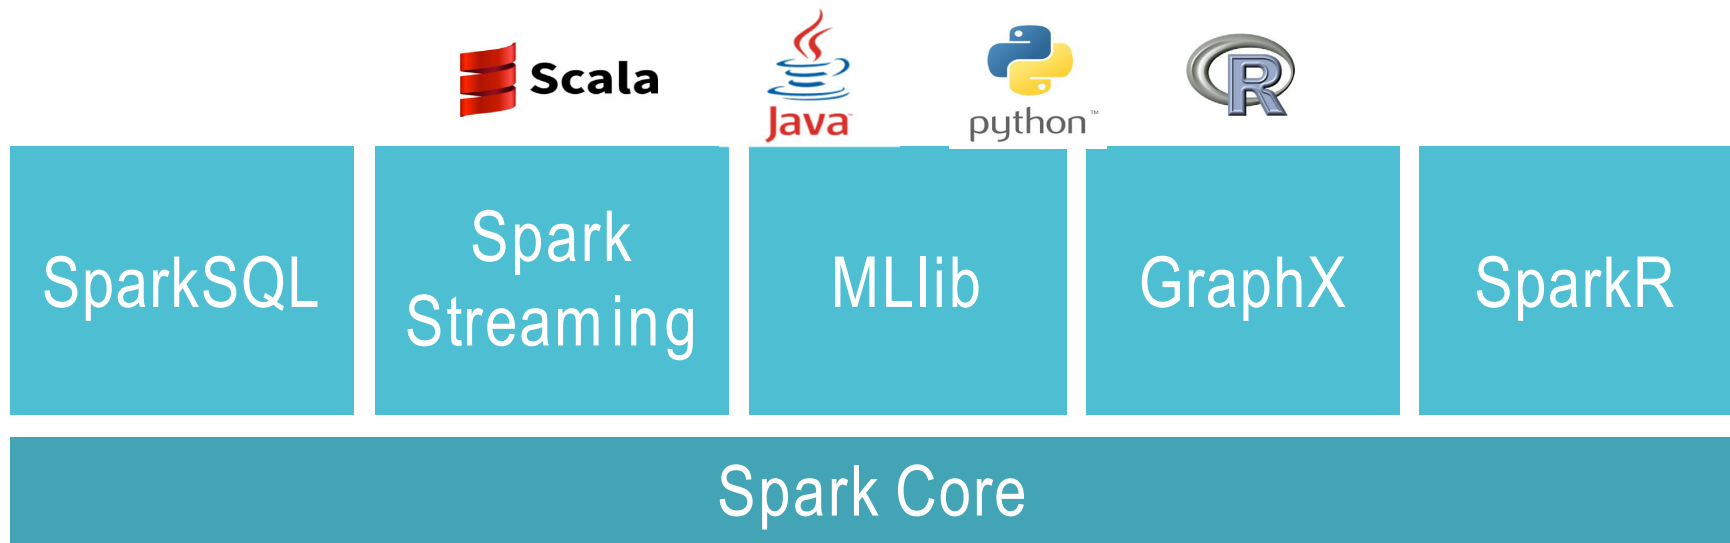 Scala
Java
python™
R
SparkSQL
Spark
Streaming
MLlib
GraphX
SparkR
Spark Core